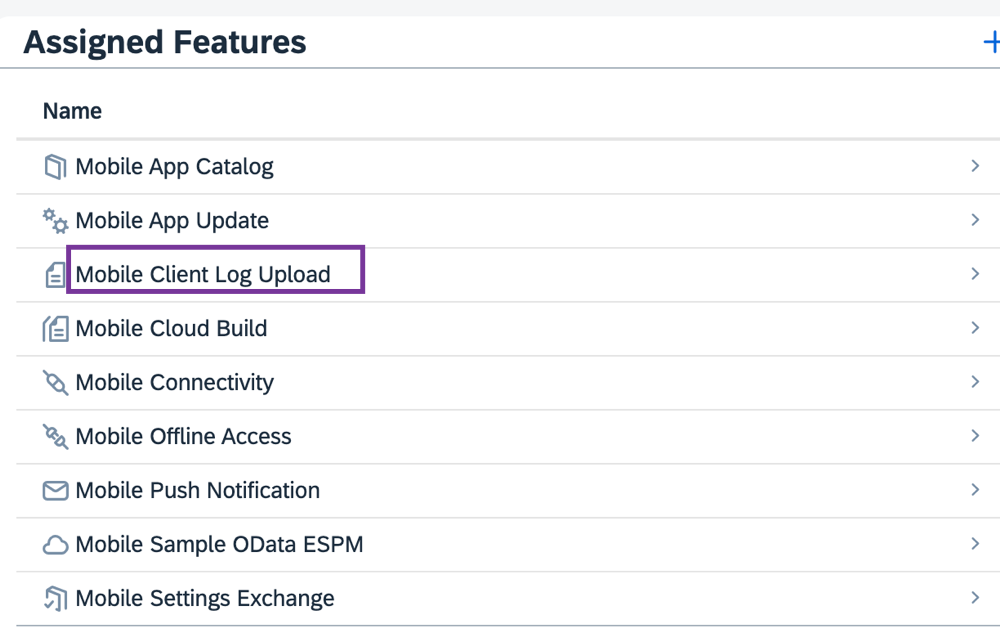 Assigned Features
Name
Mobile App Catalog
Mobile App Update
Mobile Client Log Upload
Mobile Cloud Build
Mobile Connectivity
Mobile Offline Access
Mobile Push Notification
Mobile Sample OData ESPM
Mobile Settings Exchange